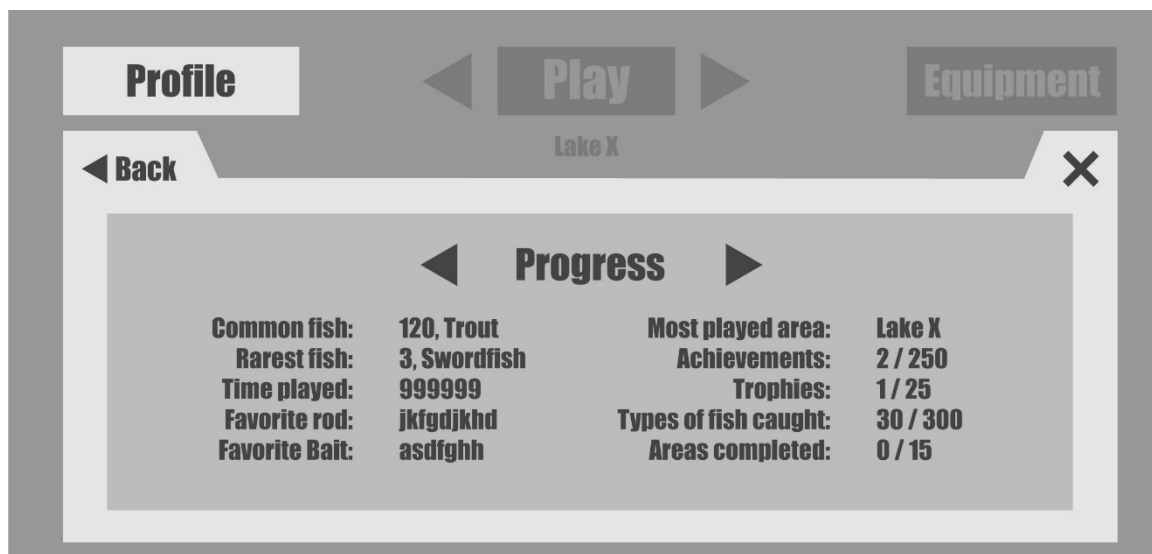 Profile
Play
Equipment
Lake X
Back
Progress
Common fish: 120, Trout
Rarest fish: 3, Swordfish
Time played: 999999
Favorite rod: jkfgdjkhd
Favorite Bait: asdfghh
Most played area: Lake X
Achievements: 2 / 250
Trophies: 1 / 25
Types of fish caught: 30 / 300
Areas completed: 0 / 15